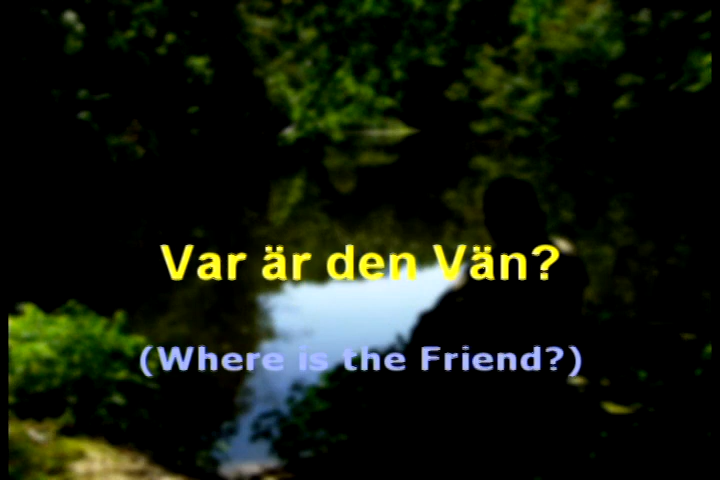 Var är den Vän?
(Where is the Friend?)